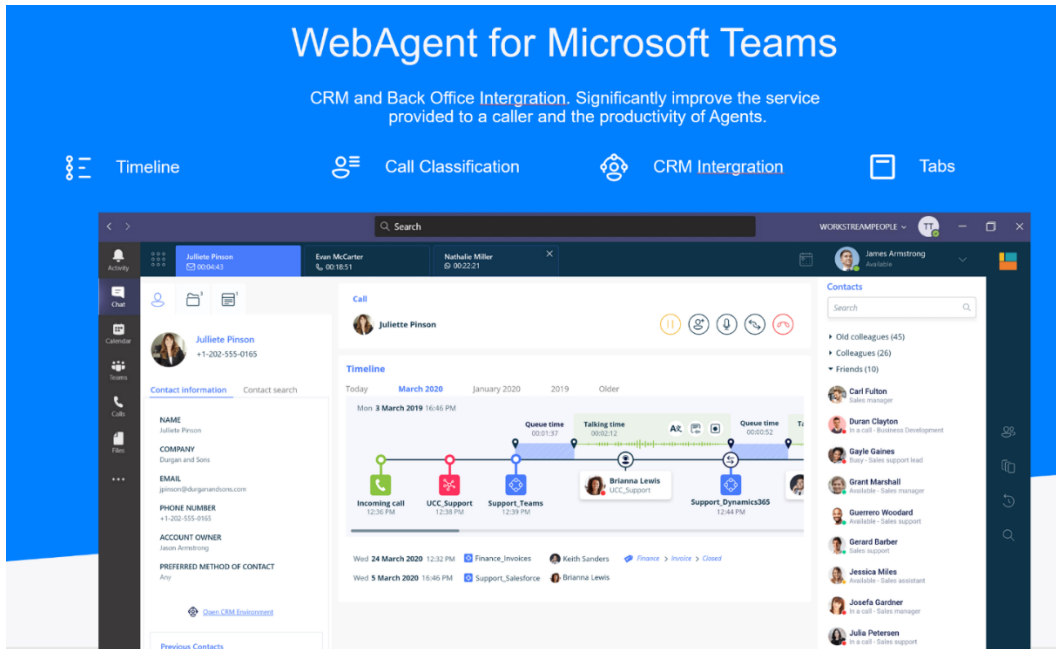 WebAgent for Microsoft Teams
CRM and Back Office Intergration. Significantly improve the service
provided to a caller and the productivity of Agents.
Timeline
Call Classification
CRM Intergration
Tabs
Search
WORKSTREAMPEOPLE
TT
Activity
Chat
Calendar
Teams
Calls
Files
Julliete Pinson
00:04:43
Evan McCarter
00:18:51
Nathalie Miller
00:22:21
James Armstrong
Available
Julliete Pinson
+1-202-555-0165
Contact information
Contact search
NAME
Juliete Pinson
COMPANY
Durgan and Sons
EMAIL
jpinson@durganandsons.com
PHONE NUMBER
+1-202-555-0165
ACCOUNT OWNER
Jason Armstrong
PREFERRED METHOD OF CONTACT
Any
Open CRM Environment
Previous Contacts
Call
Juliette Pinson
Timeline
Today
March 2020
January 2020
2019
Older
Mon 3 March 2019 16:46 PM
Queue time
00:01:37
Talking time
00:02:12
Queue time
00:00:52
Ta
Incoming call
12:36 PM
UCC_Support
12:38 PM
Support_Teams
12:39 PM
Brianna Lewis
UCC_Support
Support_Dynamics365
12:44 PM
Wed 24 March 2020 12:32 PM Finance_Invoices Keith Sanders Finance > Invoice > Closed
Wed 5 March 2020 16:46 PM Support_Salesforce Brianna Lewis
Contacts
Search
Old colleagues (45)
Colleagues (26)
Friends (10)
Carl Fulton
Sales manager
Duran Clayton
In a call - Business Development
Gayle Gaines
Busy - Sales support lead
Grant Marshall
Available - Sales manager
Guerrero Woodard
Available - Sales support
Gerard Barber
Sales support
Jessica Miles
Available - Sales assistant
Josefa Gardner
In a call - Sales manager
Julia Petersen
In a call - Sales support